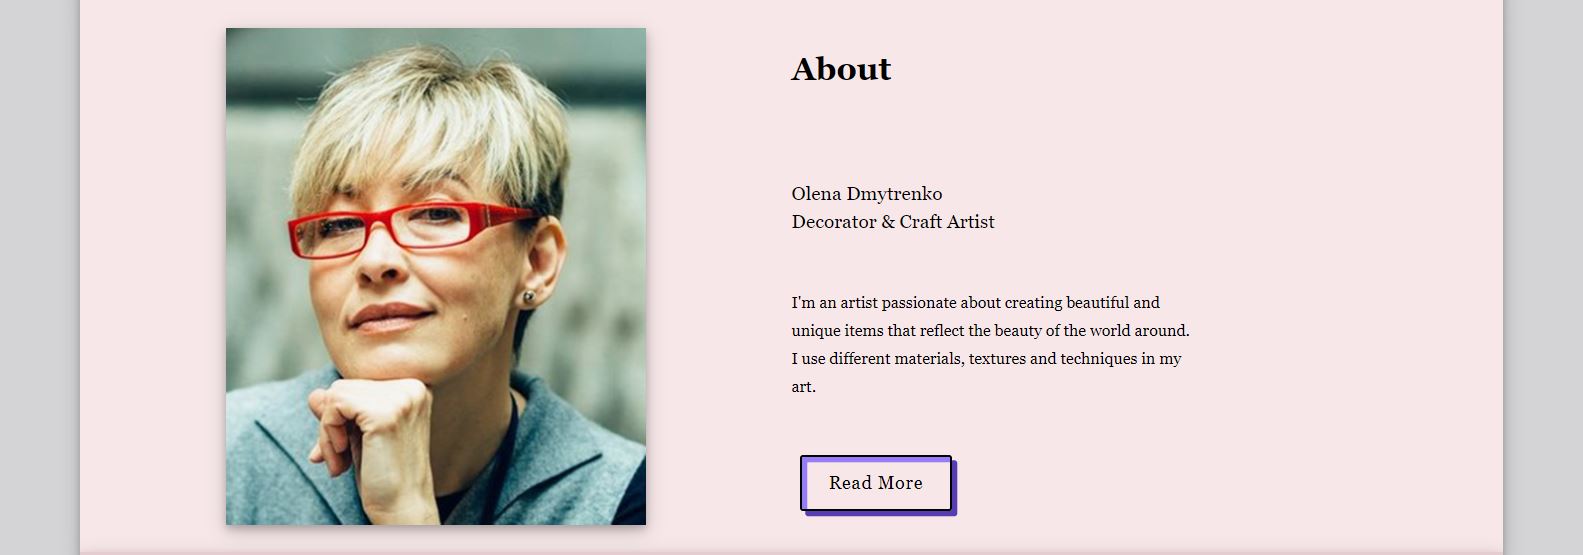 About
Olena Dmytrenko
Decorator & Craft Artist
I'm an artist passionate about creating beautiful and
unique items that reflect the beauty of the world around.
I use different materials, textures and techniques in my
art.
Read More